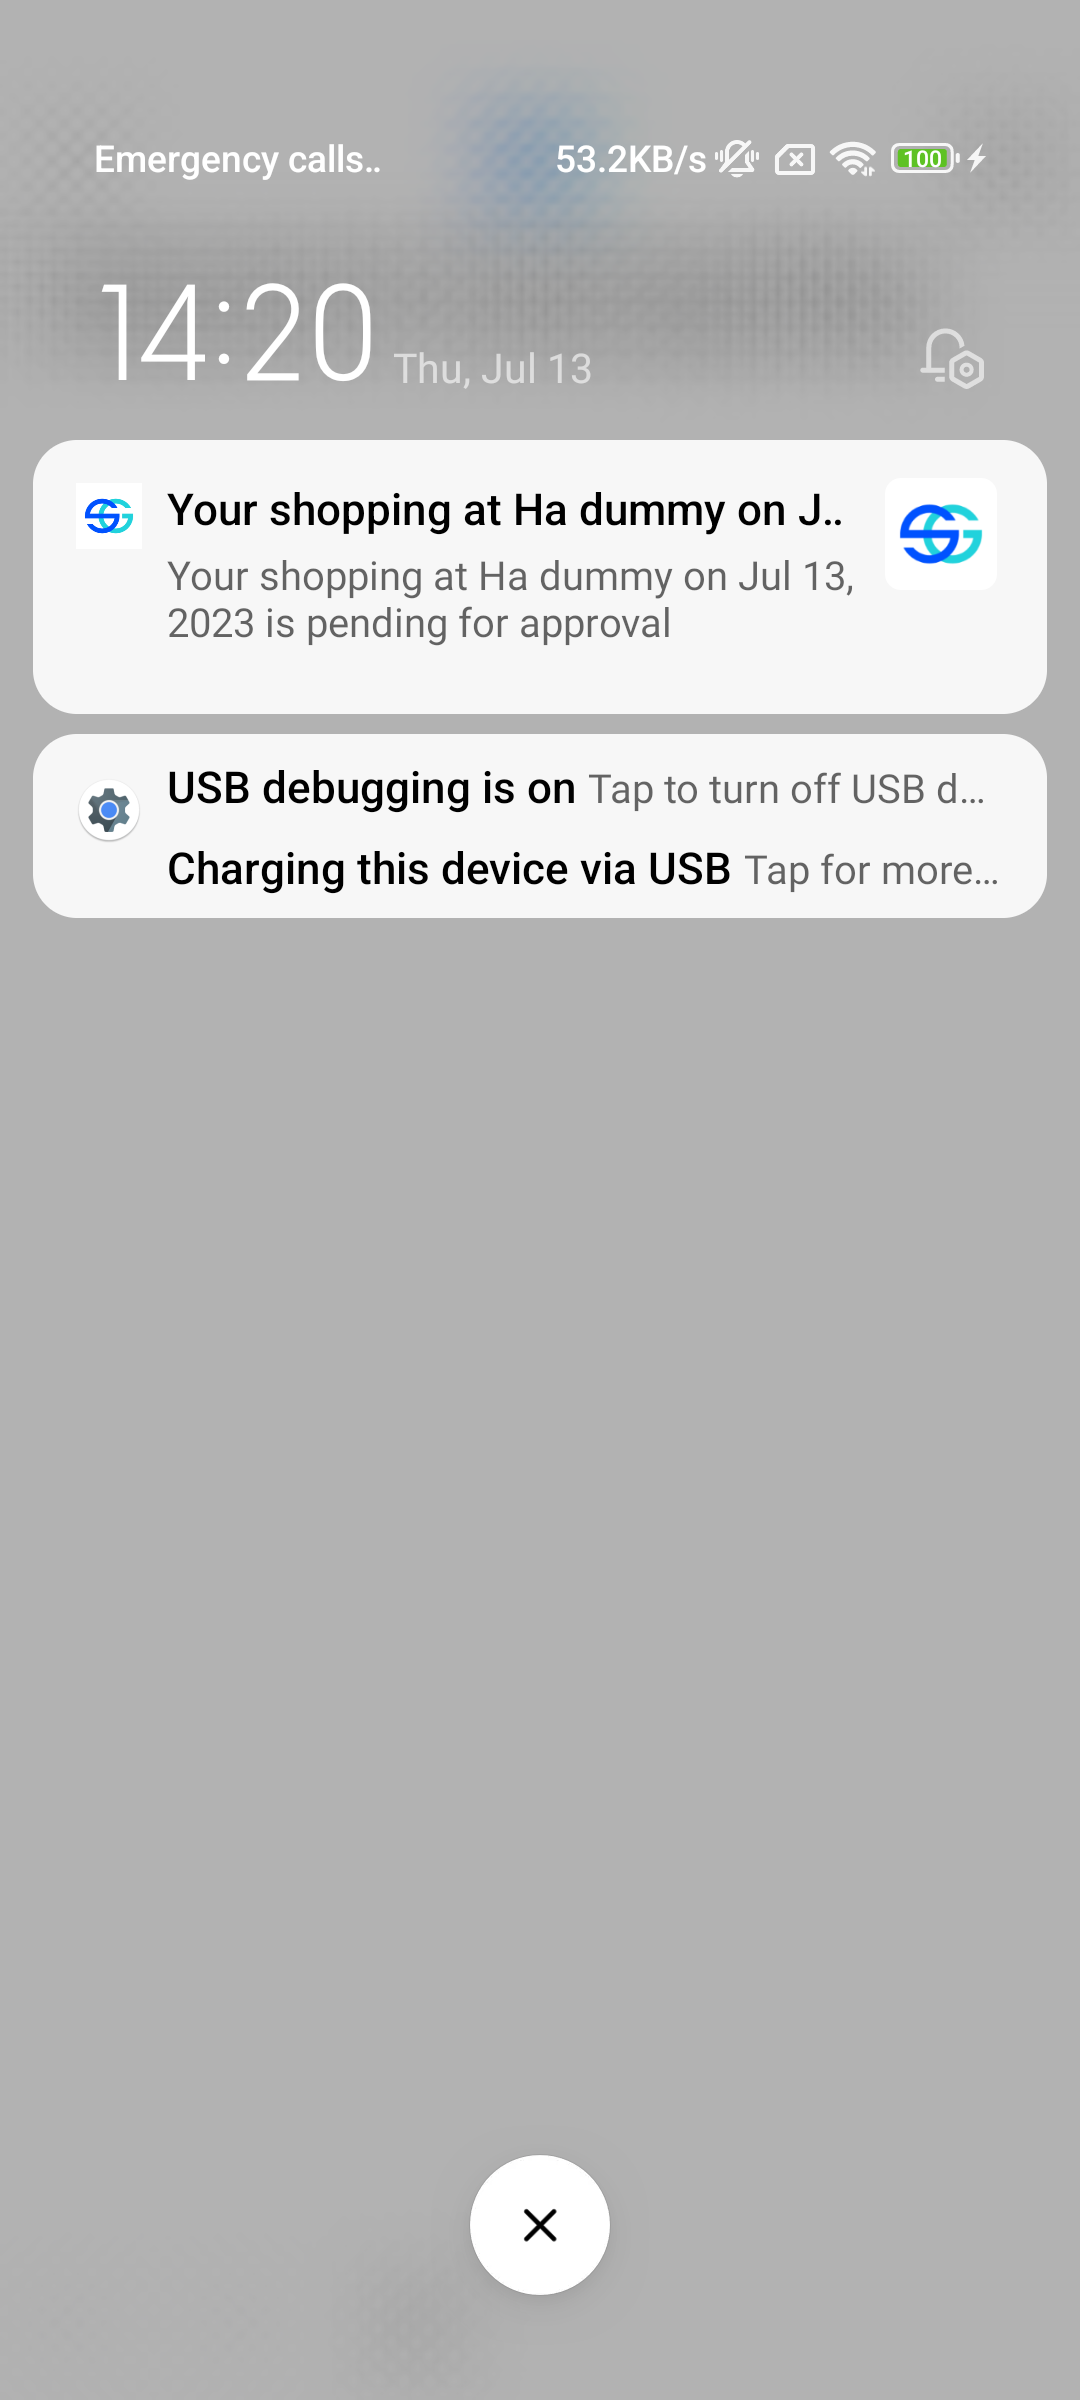 Emergency calls..
53.2KB/s
100
14:20 Thu, Jul 13
Your shopping at Ha dummy on J..
Your shopping at Ha dummy on Jul 13,
2023 is pending for approval
USB debugging is on Tap to turn off USB d...
Charging this device via USB Tap for more...